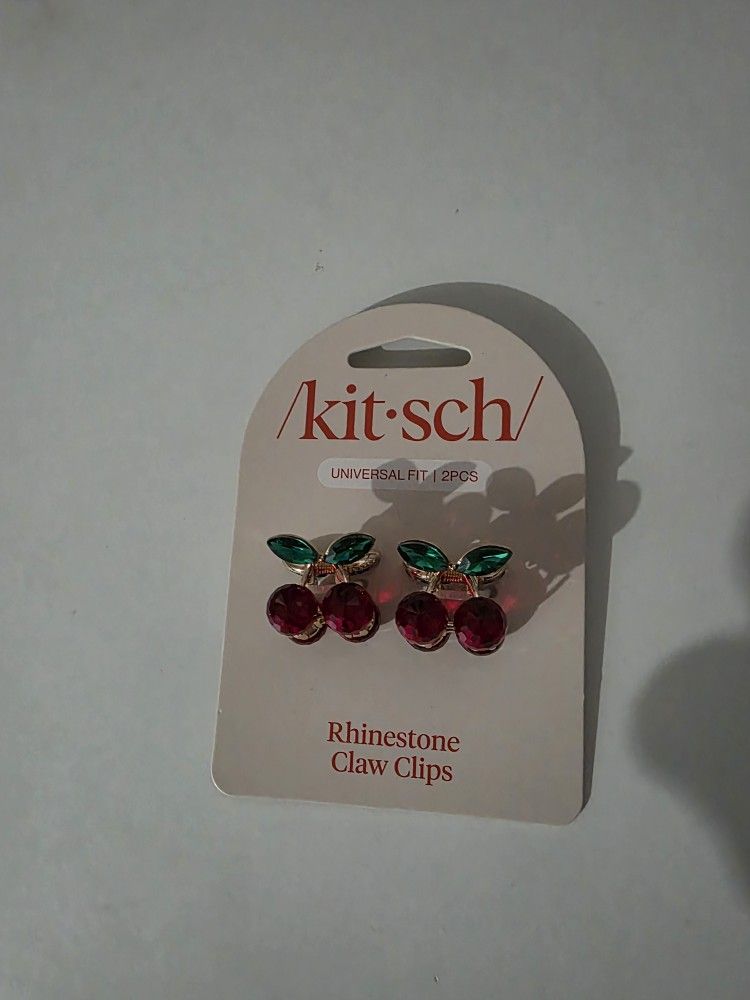 /kit·sch/
UNIVERSAL FIT | 2PCS
Rhinestone
Claw Clips